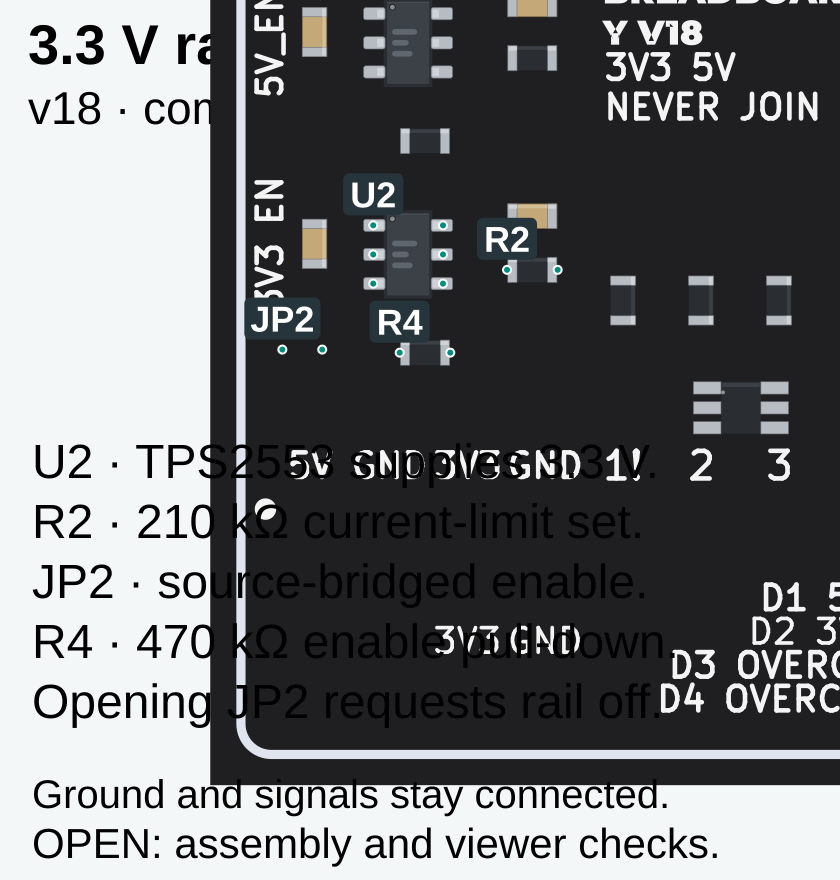 3.3 V ra
v18 · con
5V_EN
Y V18
3V3 5V
NEVER JOIN
3V3 EN
U2
R2
JP2
R4
U2 · TPS2553 supplies 3.3 V.
5V GND 3V3 GND 1! 2 3
R2 · 210 kΩ current-limit set.
JP2 · source-bridged enable.
D1 5
D2 3
R4 · 470 kΩ enable pull-down.
3V3 GND
D3 OVERC
D4 OVERC
Opening JP2 requests rail off.
Ground and signals stay connected.
OPEN: assembly and viewer checks.